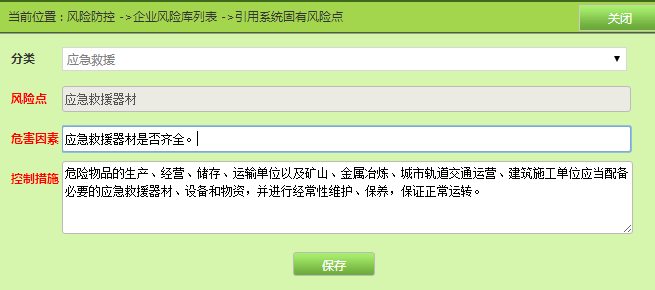 当前位置：风险防控 ->企业风险库列表 ->引用系统固有风险点
关闭
分类
应急救援
风险点
应急救援器材
危害因素
应急救援器材是否齐全。
控制措施
危险物品的生产、经营、储存、运输单位以及矿山、金属冶炼、城市轨道交通运营、建筑施工单位应当配备
必要的应急救援器材、设备和物资，并进行经常性维护、保养，保证正常运转。
保存